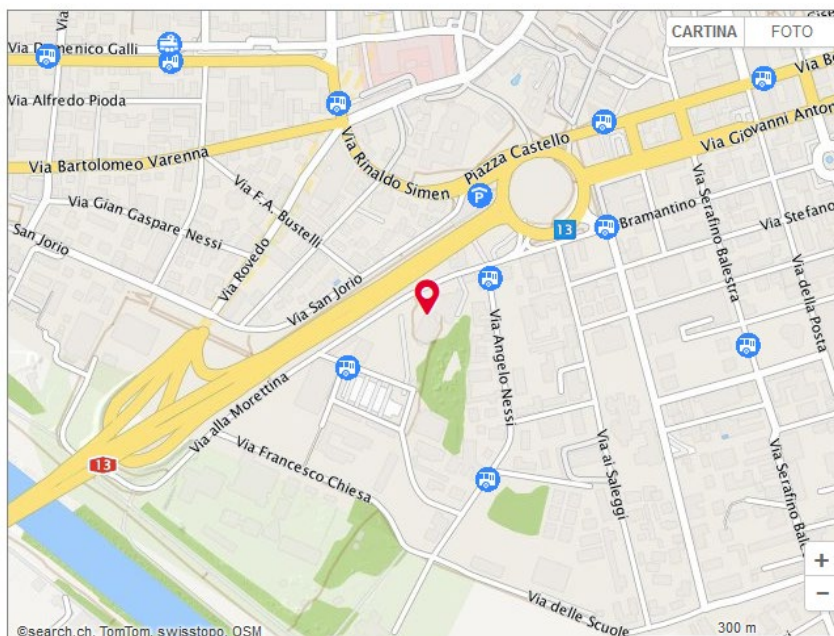 CARTINA
FOTO
Via Domenico Galli
Via Alfredo Pioda
Via Bartolomeo Varenna
Via Rinaldo Simen
Piazza Castello
Via Giovanni Anton
Via Gian Gaspare Nessi
Via F.A. Bustelli
San Jorio
Via Rovedo
Via San Jorio
P
13
Bramantino
Via Stefano
Via Serafino Balestra
Via della Posta
Via Angelo Nessi
Via alla Morettina
13
Via Francesco Chiesa
Via ai Saleggi
Via Serafino Bale
Via delle Scuole
+
−
©search.ch, TomTom, swisstopo, OSM
300 m